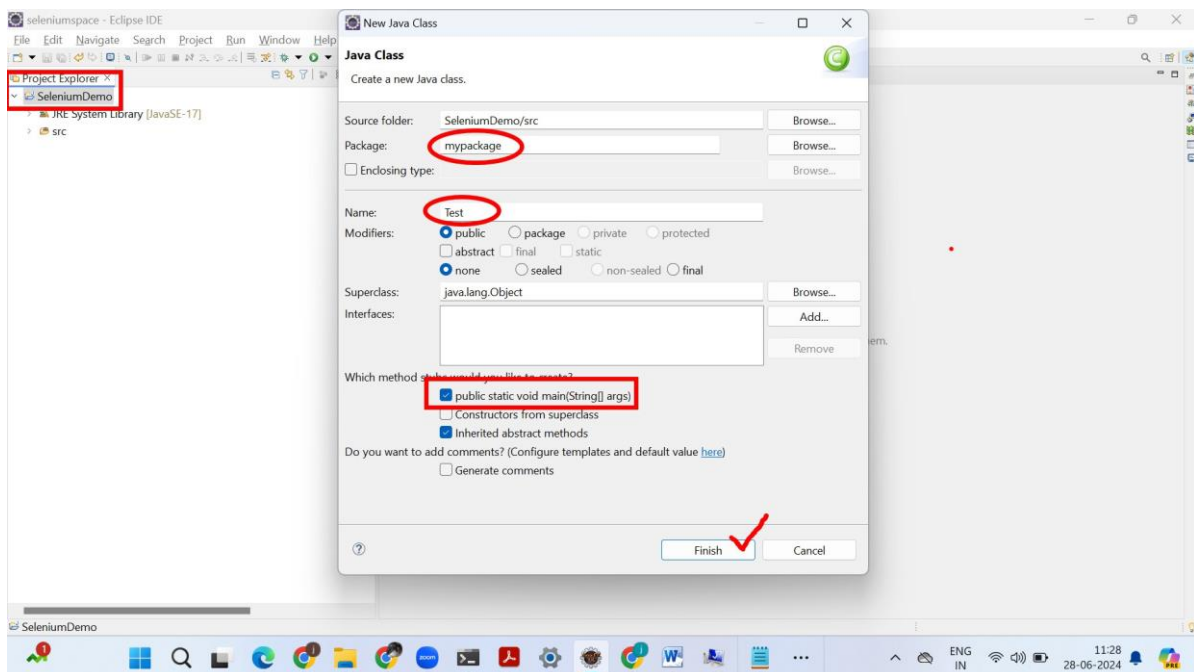 seleniumspace - Eclipse IDE
File Edit Navigate Search Project Run Window Help
Project Explorer ×
SeleniumDemo
JRE System Library [JavaSE-17]
src
New Java Class
Java Class
Create a new Java class.
Source folder: SeleniumDemo/src Browse...
Package: mypackage Browse...
Enclosing type: Browse...
Name: Test
Modifiers: public package private protected
abstract final static
none sealed non-sealed final
Superclass: java.lang.Object Browse...
Interfaces: Add...
Remove
Which method stubs would you like to create?
public static void main(String[] args)
Constructors from superclass
Inherited abstract methods
Do you want to add comments? (Configure templates and default value here)
Generate comments
Finish Cancel
SeleniumDemo
1 zoom W ENG 11:28
IN 28-06-2024